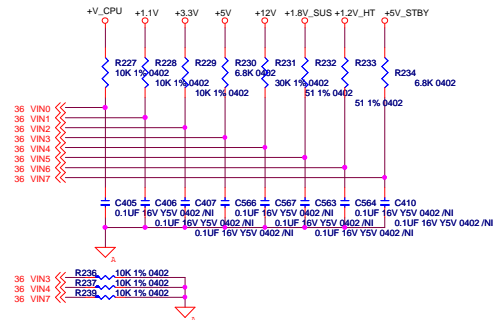 +V_CPU +1.1V +3.3V +5V +12V +1.8V_SUS +1.2V_HT +5V_STBY
R227 R228 R229 R230 R231 R232 R233 R234
10K 1% 0402 10K 1% 0402 10K 1% 0402 6.8K 0402 30K 1% 0402 51 1% 0402 51 1% 0402 6.8K 0402
36 VIN0
36 VIN1
36 VIN2
36 VIN3
36 VIN4
36 VIN5
36 VIN6
36 VIN7
C405 C406 C407 C566 C567 C563 C564 C410
0.1UF 16V Y5V 0402 /NI 0.1UF 16V Y5V 0402 /NI 0.1UF 16V Y5V 0402 /NI 0.1UF 16V Y5V 0402 /NI
0.1UF 16V Y5V 0402 /NI 0.1UF 16V Y5V 0402 /NI 0.1UF 16V Y5V 0402 /NI 0.1UF 16V Y5V 0402 /NI
A
36 VIN3 R236 10K 1% 0402
36 VIN4 R237 10K 1% 0402
36 VIN7 R239 10K 1% 0402
A